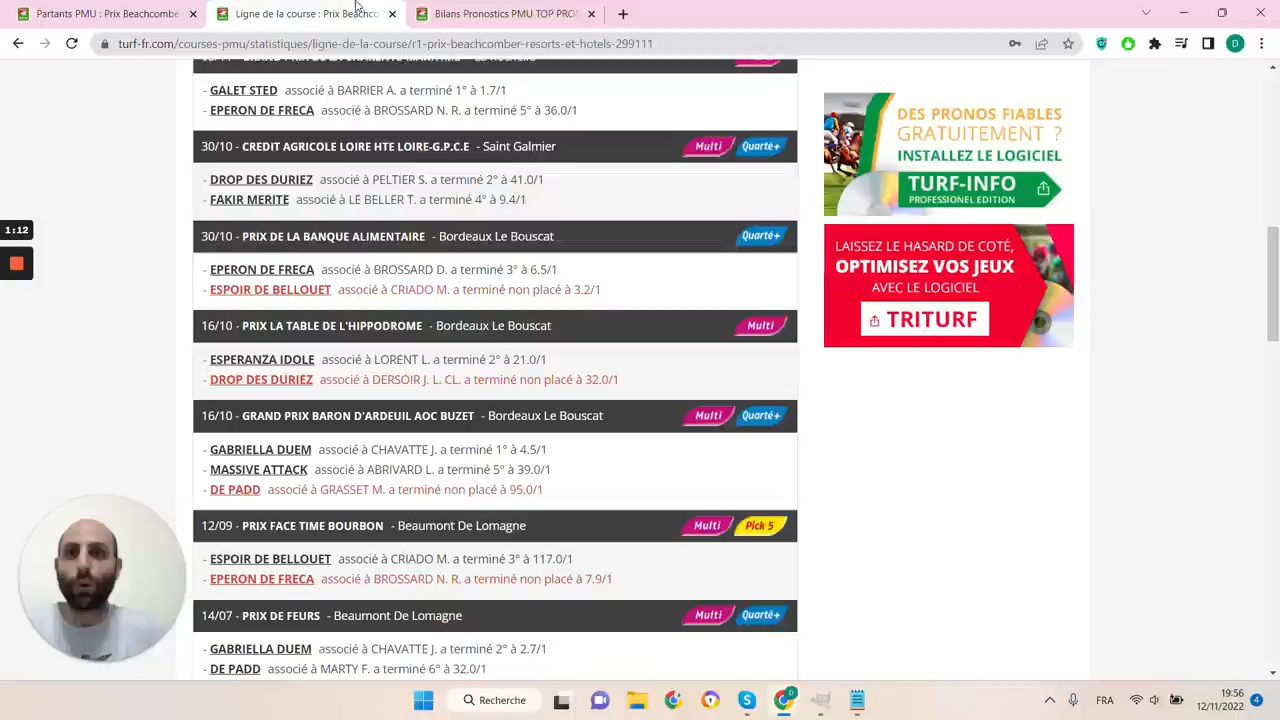 Partants PMU : Dimanche 13 nov
Ligne de la course : Prix Beachco
Bilans Pronostics PMU TOP PRO
turf-fr.com/courses-pmu/statistiques/ligne-de-la-course/r1-prix-beachcomber-resorts-et-hotels-299111
D
- GALET STED associé à BARRIER A. a terminé 1° à 1.7/1
- EPERON DE FRECA associé à BROSSARD N. R. a terminé 5° à 36.0/1
30/10 - CREDIT AGRICOLE LOIRE HTE LOIRE-G.P.C.E - Saint Galmier Multi Quarté+
- DROP DES DURIEZ associé à PELTIER S. a terminé 2° à 41.0/1
- FAKIR MERITE associé à LE BELLER T. a terminé 4° à 9.4/1
30/10 - PRIX DE LA BANQUE ALIMENTAIRE - Bordeaux Le Bouscat Quarté+
- EPERON DE FRECA associé à BROSSARD D. a terminé 3° à 6.5/1
- ESPOIR DE BELLOUET associé à CRIADO M. a terminé non placé à 3.2/1
16/10 - PRIX LA TABLE DE L'HIPPODROME - Bordeaux Le Bouscat Multi
- ESPERANZA IDOLE associé à LORENT L. a terminé 2° à 21.0/1
- DROP DES DURIEZ associé à DERSOIR J. L. CL. a terminé non placé à 32.0/1
16/10 - GRAND PRIX BARON D'ARDEUIL AOC BUZET - Bordeaux Le Bouscat Multi Quarté+
- GABRIELLA DUEM associé à CHAVATTE J. a terminé 1° à 4.5/1
- MASSIVE ATTACK associé à ABRIVARD L. a terminé 5° à 39.0/1
- DE PADD associé à GRASSET M. a terminé non placé à 95.0/1
12/09 - PRIX FACE TIME BOURBON - Beaumont De Lomagne Multi Pick 5
- ESPOIR DE BELLOUET associé à CRIADO M. a terminé 3° à 117.0/1
- EPERON DE FRECA associé à BROSSARD N. R. a terminé non placé à 7.9/1
14/07 - PRIX DE FEURS - Beaumont De Lomagne Multi Quarté+
- GABRIELLA DUEM associé à CHAVATTE J. a terminé 2° à 2.7/1
- DE PADD associé à MARTY F. a terminé 6° à 32.0/1
DES PRONOS FIABLES
GRATUITEMENT ?
INSTALLEZ LE LOGICIEL
TURF-INFO
PROFESSIONEL EDITION
LAISSEZ LE HASARD DE COTÉ,
OPTIMISEZ VOS JEUX
AVEC LE LOGICIEL
TRITURF
1:12
Recherche
FRA
19:56
12/11/2022
4